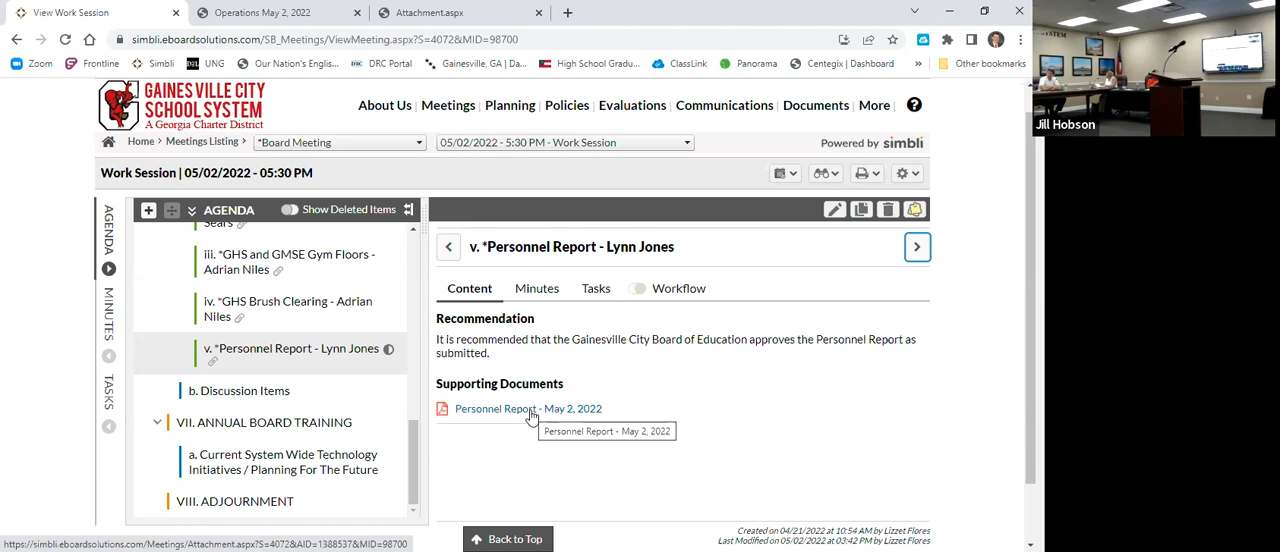 View Work Session
Operations May 2, 2022
Attachment.aspx
simbli.eboardsolutions.com/SB_Meetings/ViewMeeting.aspx?S=4072&MID=98700
Zoom
Frontline
Simbli
D2L
UNG
Our Nation's Englis...
DRC Portal
Gainesville, GA | Da...
High School Gradu...
ClassLink
Panorama
Centegix | Dashboard
»
Other bookmarks
GAINESVILLE CITY
SCHOOL SYSTEM
A Georgia Charter District
About Us
Meetings
Planning
Policies
Evaluations
Communications
Documents
More
Home › Meetings Listing ›
*Board Meeting
05/02/2022 - 5:30 PM - Work Session
Powered by simbli
Work Session | 05/02/2022 - 05:30 PM
AGENDA
MINUTES
TASKS
AGENDA
Show Deleted Items
Sears
iii. *GHS and GMSE Gym Floors -
Adrian Niles
iv. *GHS Brush Clearing - Adrian
Niles
v. *Personnel Report - Lynn Jones
b. Discussion Items
VII. ANNUAL BOARD TRAINING
a. Current System Wide Technology
Initiatives / Planning For The Future
VIII. ADJOURNMENT
v. *Personnel Report - Lynn Jones
Content
Minutes
Tasks
Workflow
Recommendation
It is recommended that the Gainesville City Board of Education approves the Personnel Report as
submitted.
Supporting Documents
Personnel Report - May 2, 2022
Personnel Report - May 2, 2022
Back to Top
Created on 04/21/2022 at 10:54 AM by Lizzet Flores
Last Modified on 05/02/2022 at 03:42 PM by Lizzet Flores
https://simbli.eboardsolutions.com/Meetings/Attachment.aspx?S=4072&AID=1388537&MID=98700
Jill Hobson